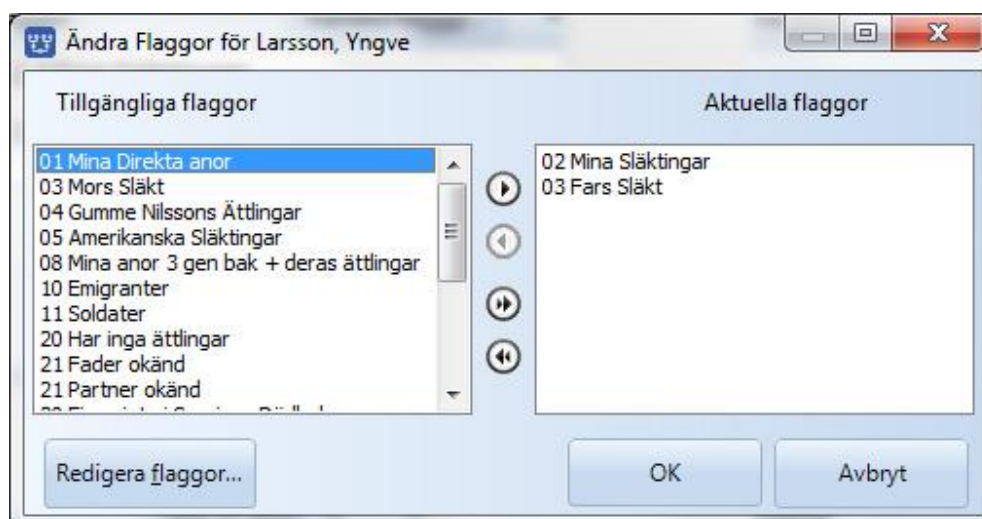 Ändra Flaggor för Larsson, Yngve
Tillgängliga flaggor
Aktuella flaggor
01 Mina Direkta anor
03 Mors Släkt
04 Gumme Nilssons Ättlingar
05 Amerikanska Släktingar
08 Mina anor 3 gen bak + deras ättlingar
10 Emigranter
11 Soldater
20 Har inga ättlingar
21 Fader okänd
21 Partner okänd
02 Mina Släktingar
03 Fars Släkt
Redigera flaggor...
OK
Avbryt